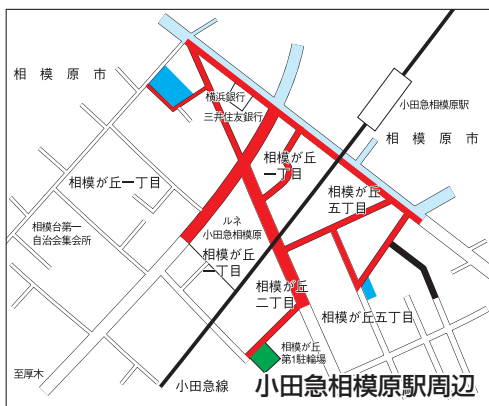 相模原市
横浜銀行
三井住友銀行
小田急相模原駅
相模原市
相模が丘
一丁目
相模が丘一丁目
相模が丘
五丁目
相模台第一
自治会集会所
ルネ
小田急相模原
相模が丘
一丁目
相模が丘
二丁目
相模が丘五丁目
相模が丘
第1駐輪場
至厚木
小田急線
小田急相模原駅周辺